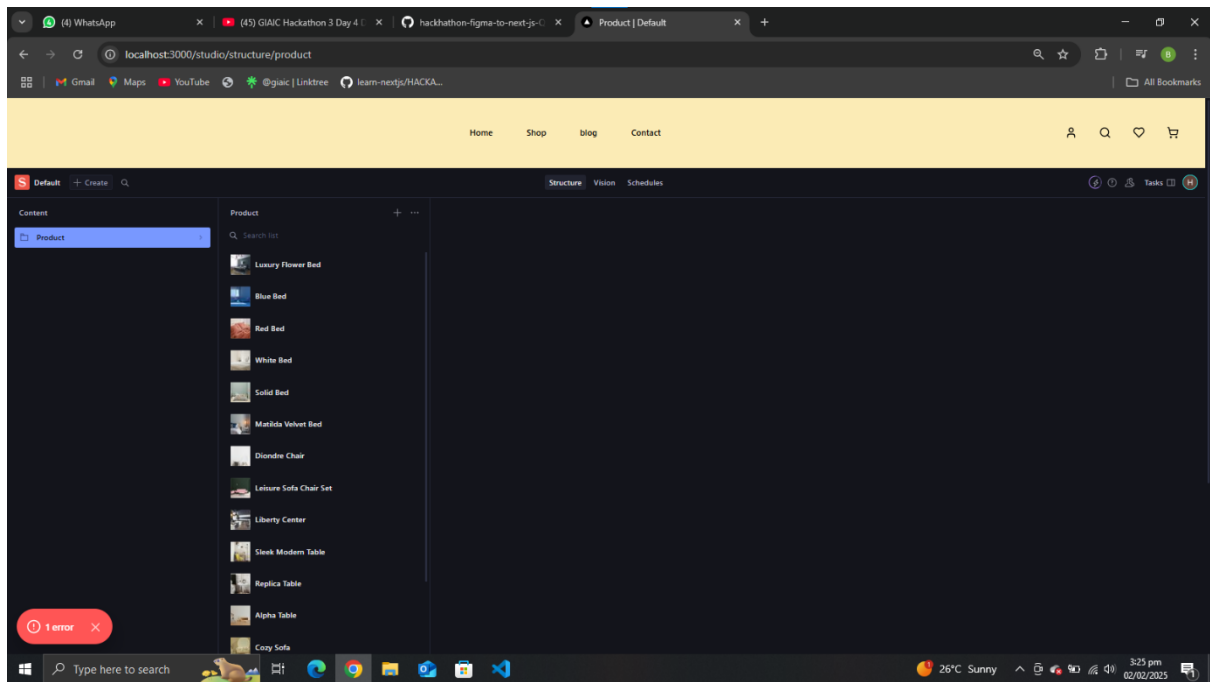 (4) WhatsApp
(45) GIAIC Hackathon 3 Day 4
hackhathon-figma-to-next-js-
Product | Default
localhost:3000/studio/structure/product
B
Gmail
Maps
YouTube
@giaic | Linktree
learn-nextjs/HACKA...
All Bookmarks
Home Shop blog Contact
S Default + Create
Structure Vision Schedules
Tasks
H
Content
Product
Product
Search list
Luxury Flower Bed
Blue Bed
Red Bed
White Bed
Solid Bed
Matilda Velvet Bed
Diondre Chair
Leisure Sofa Chair Set
Liberty Center
Sleek Modern Table
Replica Table
Alpha Table
Cozy Sofa
1 error
Type here to search
26°C Sunny
3:25 pm
02/02/2025